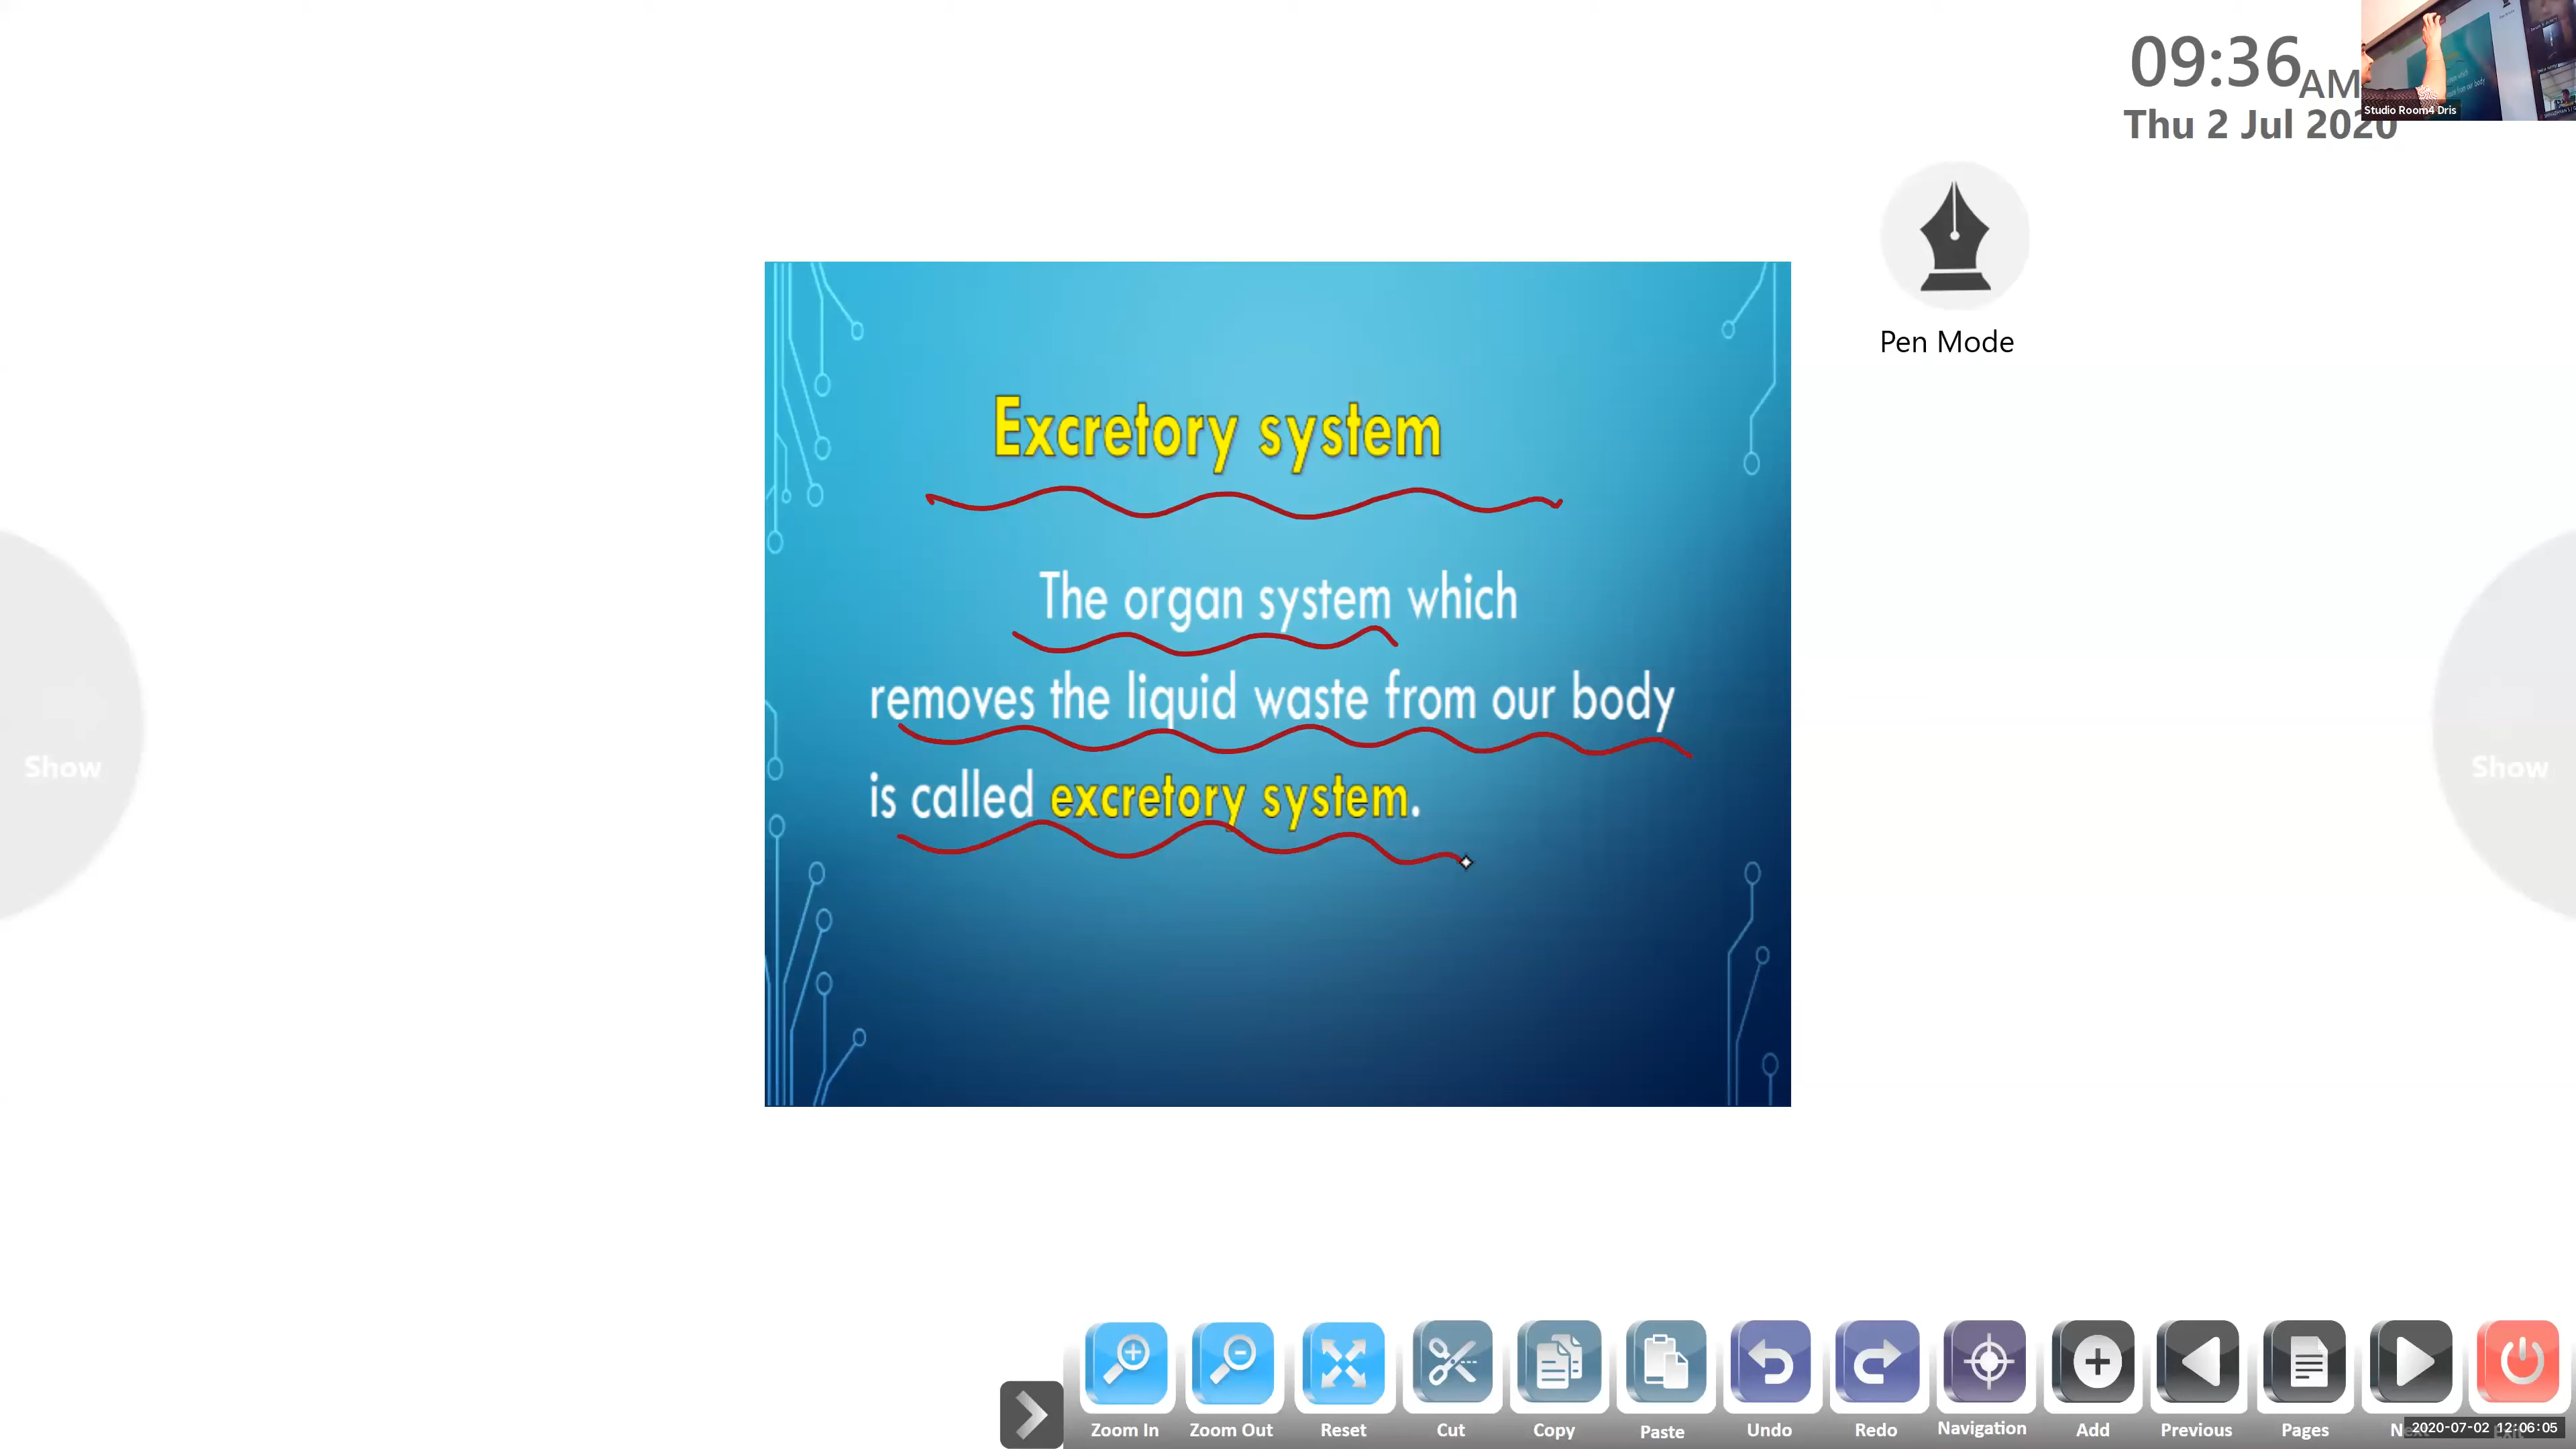 09:36 AM
Thu 2 Jul 2020
Studio Room4 Dris
Pen Mode
Excretory system
The organ system which
removes the liquid waste from our body
is called excretory system.
Show
Show
Zoom In
Zoom Out
Reset
Cut
Copy
Paste
Undo
Redo
Navigation
Add
Previous
Pages
2020-07-02 12:06:05